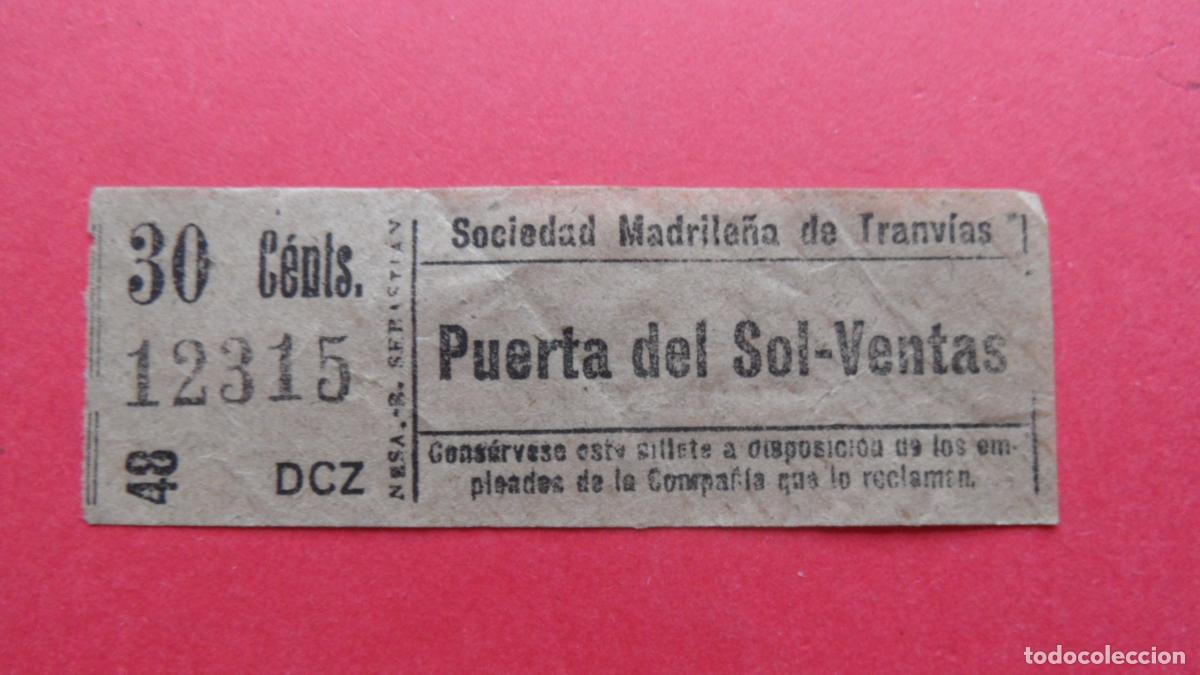 30 Cénts.
12315
48 DCZ
NESA.-S. SEBASTIAN
Sociedad Madrileña de Tranvías
Puerta del Sol-Ventas
Consérvese este billete a disposición de los em-
pleados de la Compañía que lo reclamen.
todocoleccion